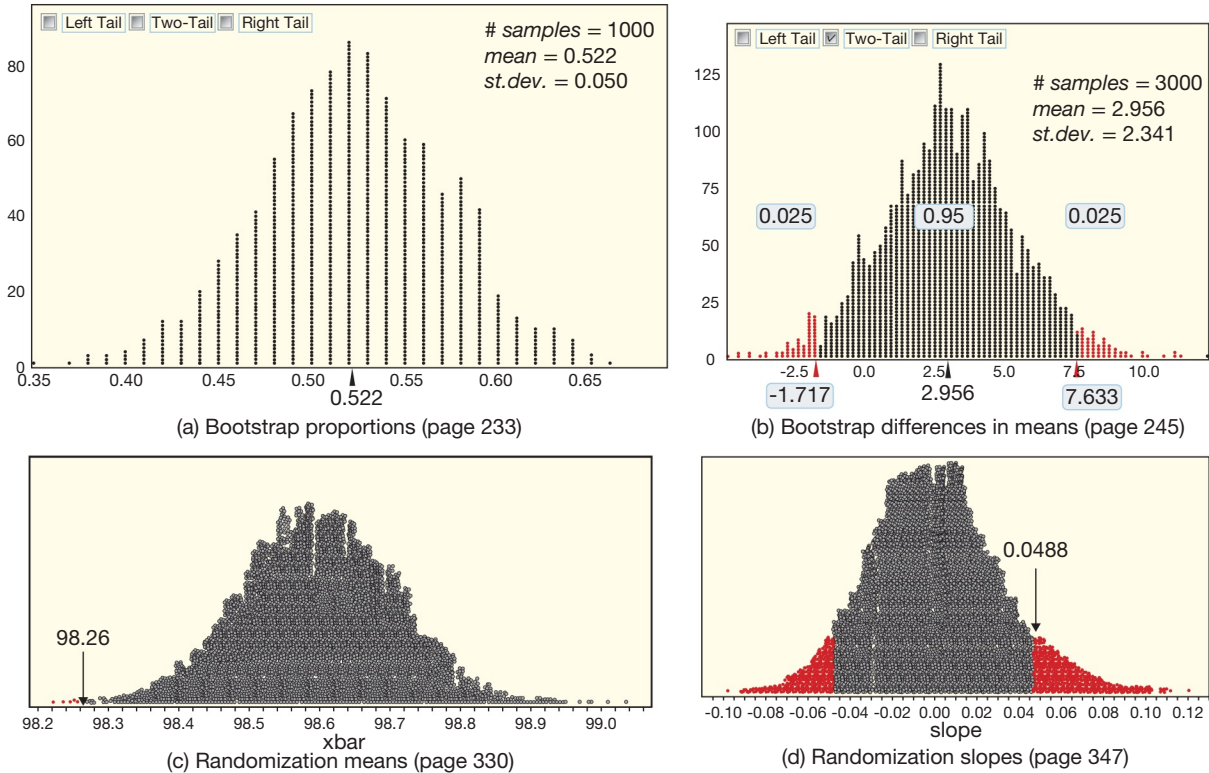 Left Tail Two-Tail Right Tail
# samples = 1000
mean = 0.522
st.dev. = 0.050
80
60
40
20
0
0.35 0.40 0.45 0.50 0.55 0.60 0.65
0.522
(a) Bootstrap proportions (page 233)
Left Tail Two-Tail Right Tail
# samples = 3000
mean = 2.956
st.dev. = 2.341
125
100
75
50
25
0
0.025 0.95 0.025
-2.5 0.0 2.5 5.0 7.5 10.0
-1.717 2.956 7.633
(b) Bootstrap differences in means (page 245)
98.26
98.2 98.3 98.4 98.5 98.6 98.7 98.8 98.9 99.0
xbar
(c) Randomization means (page 330)
0.0488
-0.10 -0.08 -0.06 -0.04 -0.02 0.00 0.02 0.04 0.06 0.08 0.10 0.12
slope
(d) Randomization slopes (page 347)